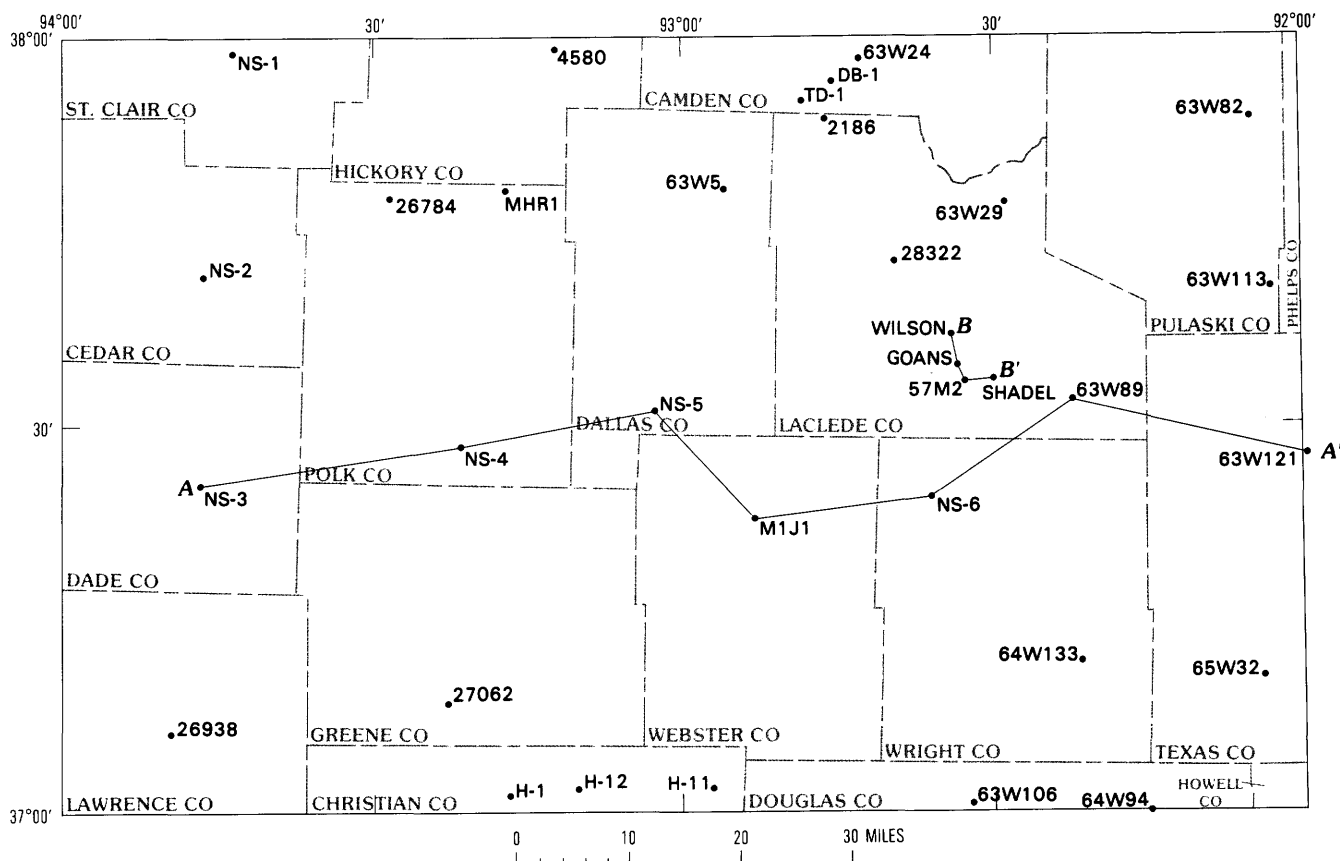 94°00'
30'
93°00'
30'
92°00'
38°00'
NS-1
4580
63W24
DB-1
TD-1
2186
63W82
ST. CLAIR CO
CAMDEN CO
HICKORY CO
26784
MHR1
63W5
63W29
28322
NS-2
63W113
PHELPS CO
WILSON
B
PULASKI CO
CEDAR CO
GOANS
57M2
B'
SHADEL
63W89
NS-5
30'
DALLAS CO
LACLEDE CO
NS-4
63W121
A'
A
NS-3
POLK CO
NS-6
M1J1
DADE CO
64W133
65W32
27062
26938
GREENE CO
WEBSTER CO
WRIGHT CO
TEXAS CO
H-1
H-12
H-11
HOWELL
CO
LAWRENCE CO
CHRISTIAN CO
DOUGLAS CO
63W106
64W94
37°00'
0
10
20
30 MILES